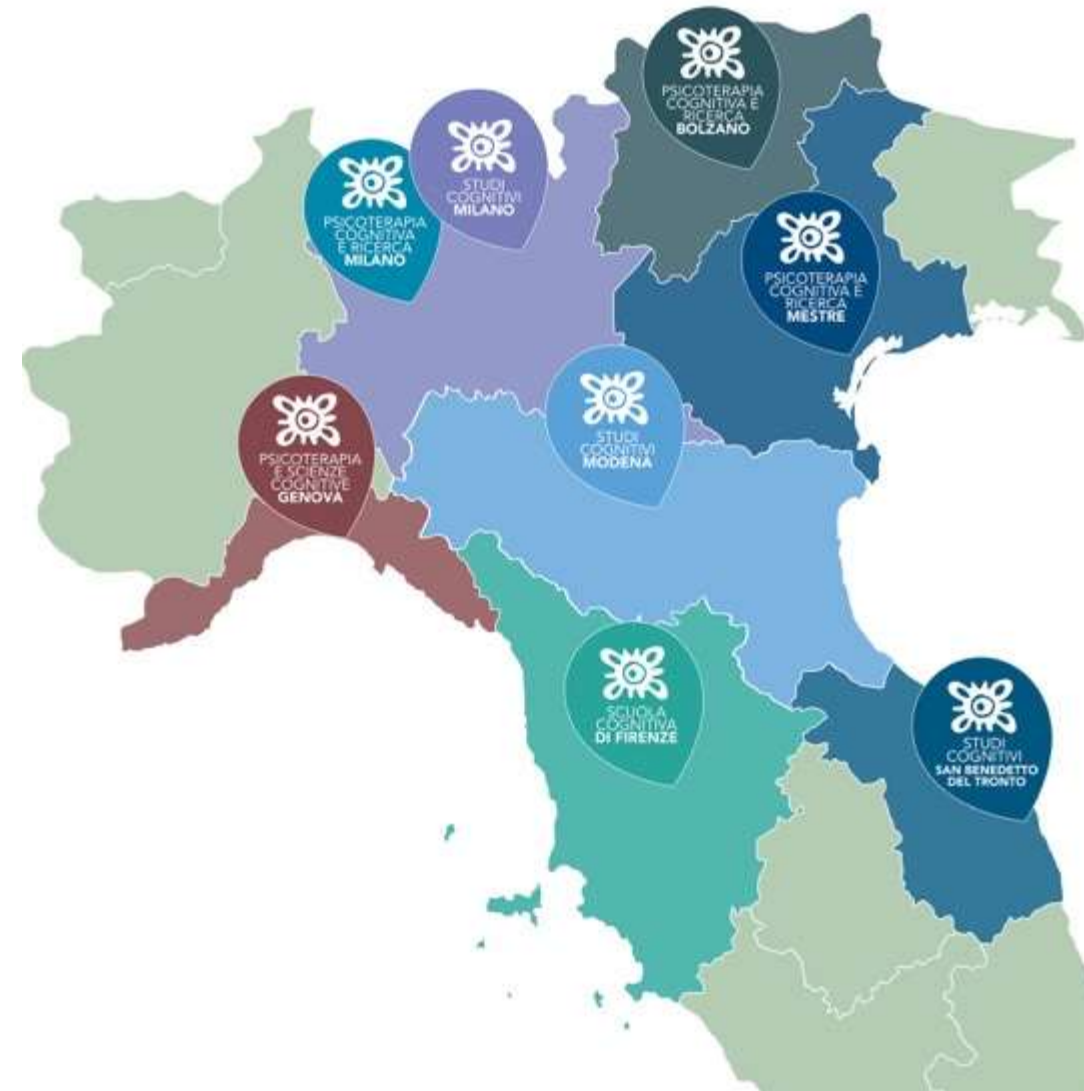 PSICOTERAPIA
COGNITIVA E
RICERCA
BOLZANO
STUDI
COGNITIVI
MILANO
PSICOTERAPIA
COGNITIVA
E RICERCA
MILANO
PSICOTERAPIA
COGNITIVA E
RICERCA
MESTRE
STUDI
COGNITIVI
MODENA
PSICOTERAPIA
E SCIENZE
COGNITIVE
GENOVA
SCUOLA
COGNITIVA
DI FIRENZE
STUDI
COGNITIVI
SAN BENEDETTO
DEL TRONTO